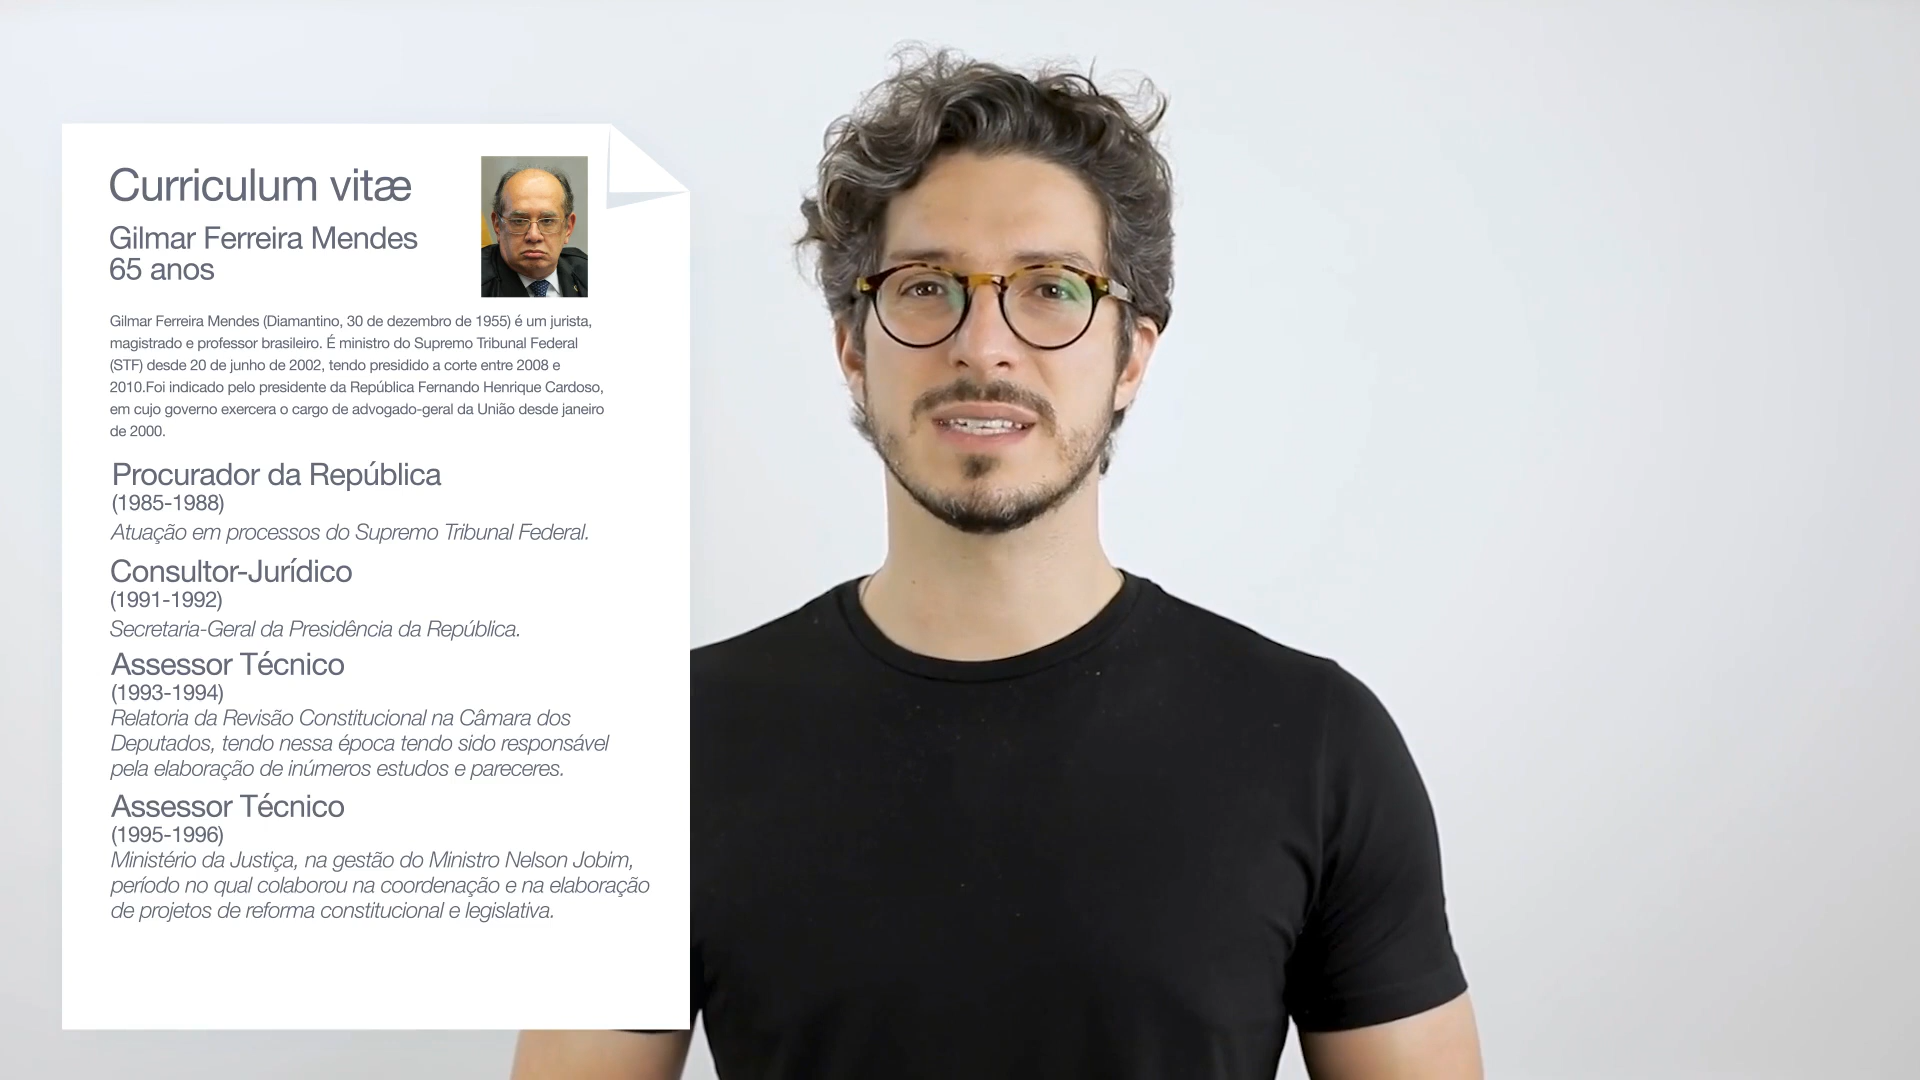 Curriculum vitæ
Gilmar Ferreira Mendes
65 anos
Gilmar Ferreira Mendes (Diamantino, 30 de dezembro de 1955) é um jurista,
magistrado e professor brasileiro. É ministro do Supremo Tribunal Federal
(STF) desde 20 de junho de 2002, tendo presidido a corte entre 2008 e
2010.Foi indicado pelo presidente da República Fernando Henrique Cardoso,
em cujo governo exercera o cargo de advogado-geral da União desde janeiro
de 2000.
Procurador da República
(1985-1988)
Atuação em processos do Supremo Tribunal Federal.
Consultor-Jurídico
(1991-1992)
Secretaria-Geral da Presidência da República.
Assessor Técnico
(1993-1994)
Relatoria da Revisão Constitucional na Câmara dos
Deputados, tendo nessa época tendo sido responsável
pela elaboração de inúmeros estudos e pareceres.
Assessor Técnico
(1995-1996)
Ministério da Justiça, na gestão do Ministro Nelson Jobim,
período no qual colaborou na coordenação e na elaboração
de projetos de reforma constitucional e legislativa.